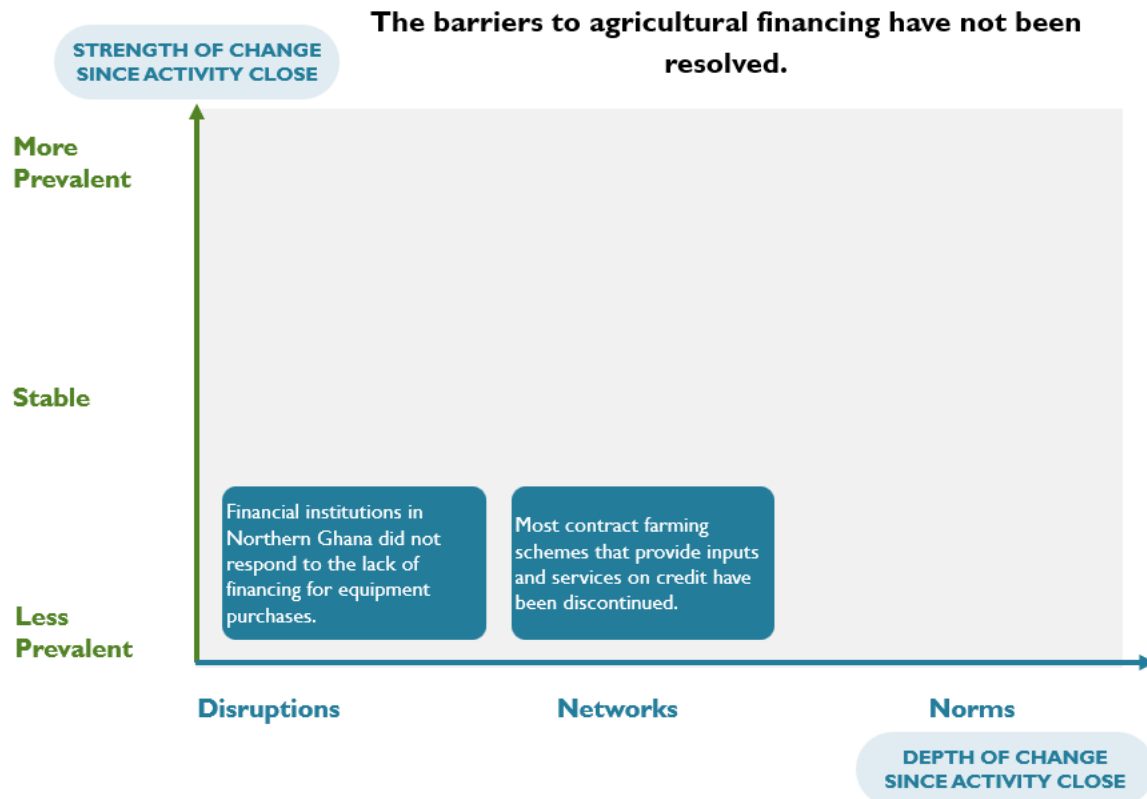 The barriers to agricultural financing have not been
resolved.
STRENGTH OF CHANGE
SINCE ACTIVITY CLOSE
More
Prevalent
Stable
Less
Prevalent
Financial institutions in
Northern Ghana did not
respond to the lack of
financing for equipment
purchases.
Most contract farming
schemes that provide inputs
and services on credit have
been discontinued.
Disruptions
Networks
Norms
DEPTH OF CHANGE
SINCE ACTIVITY CLOSE